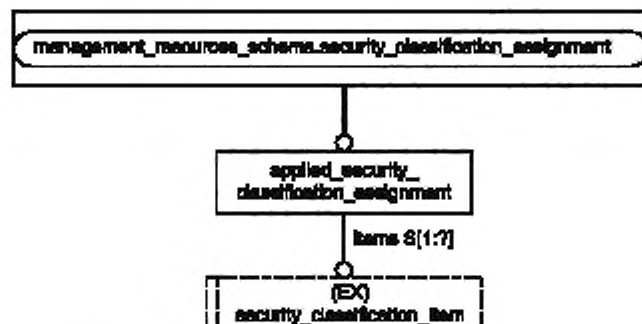 management_resources_schema.security_classification_assignment
applied_security_
classification_assignment
items S[1:?]
(EX)
security_classification_item